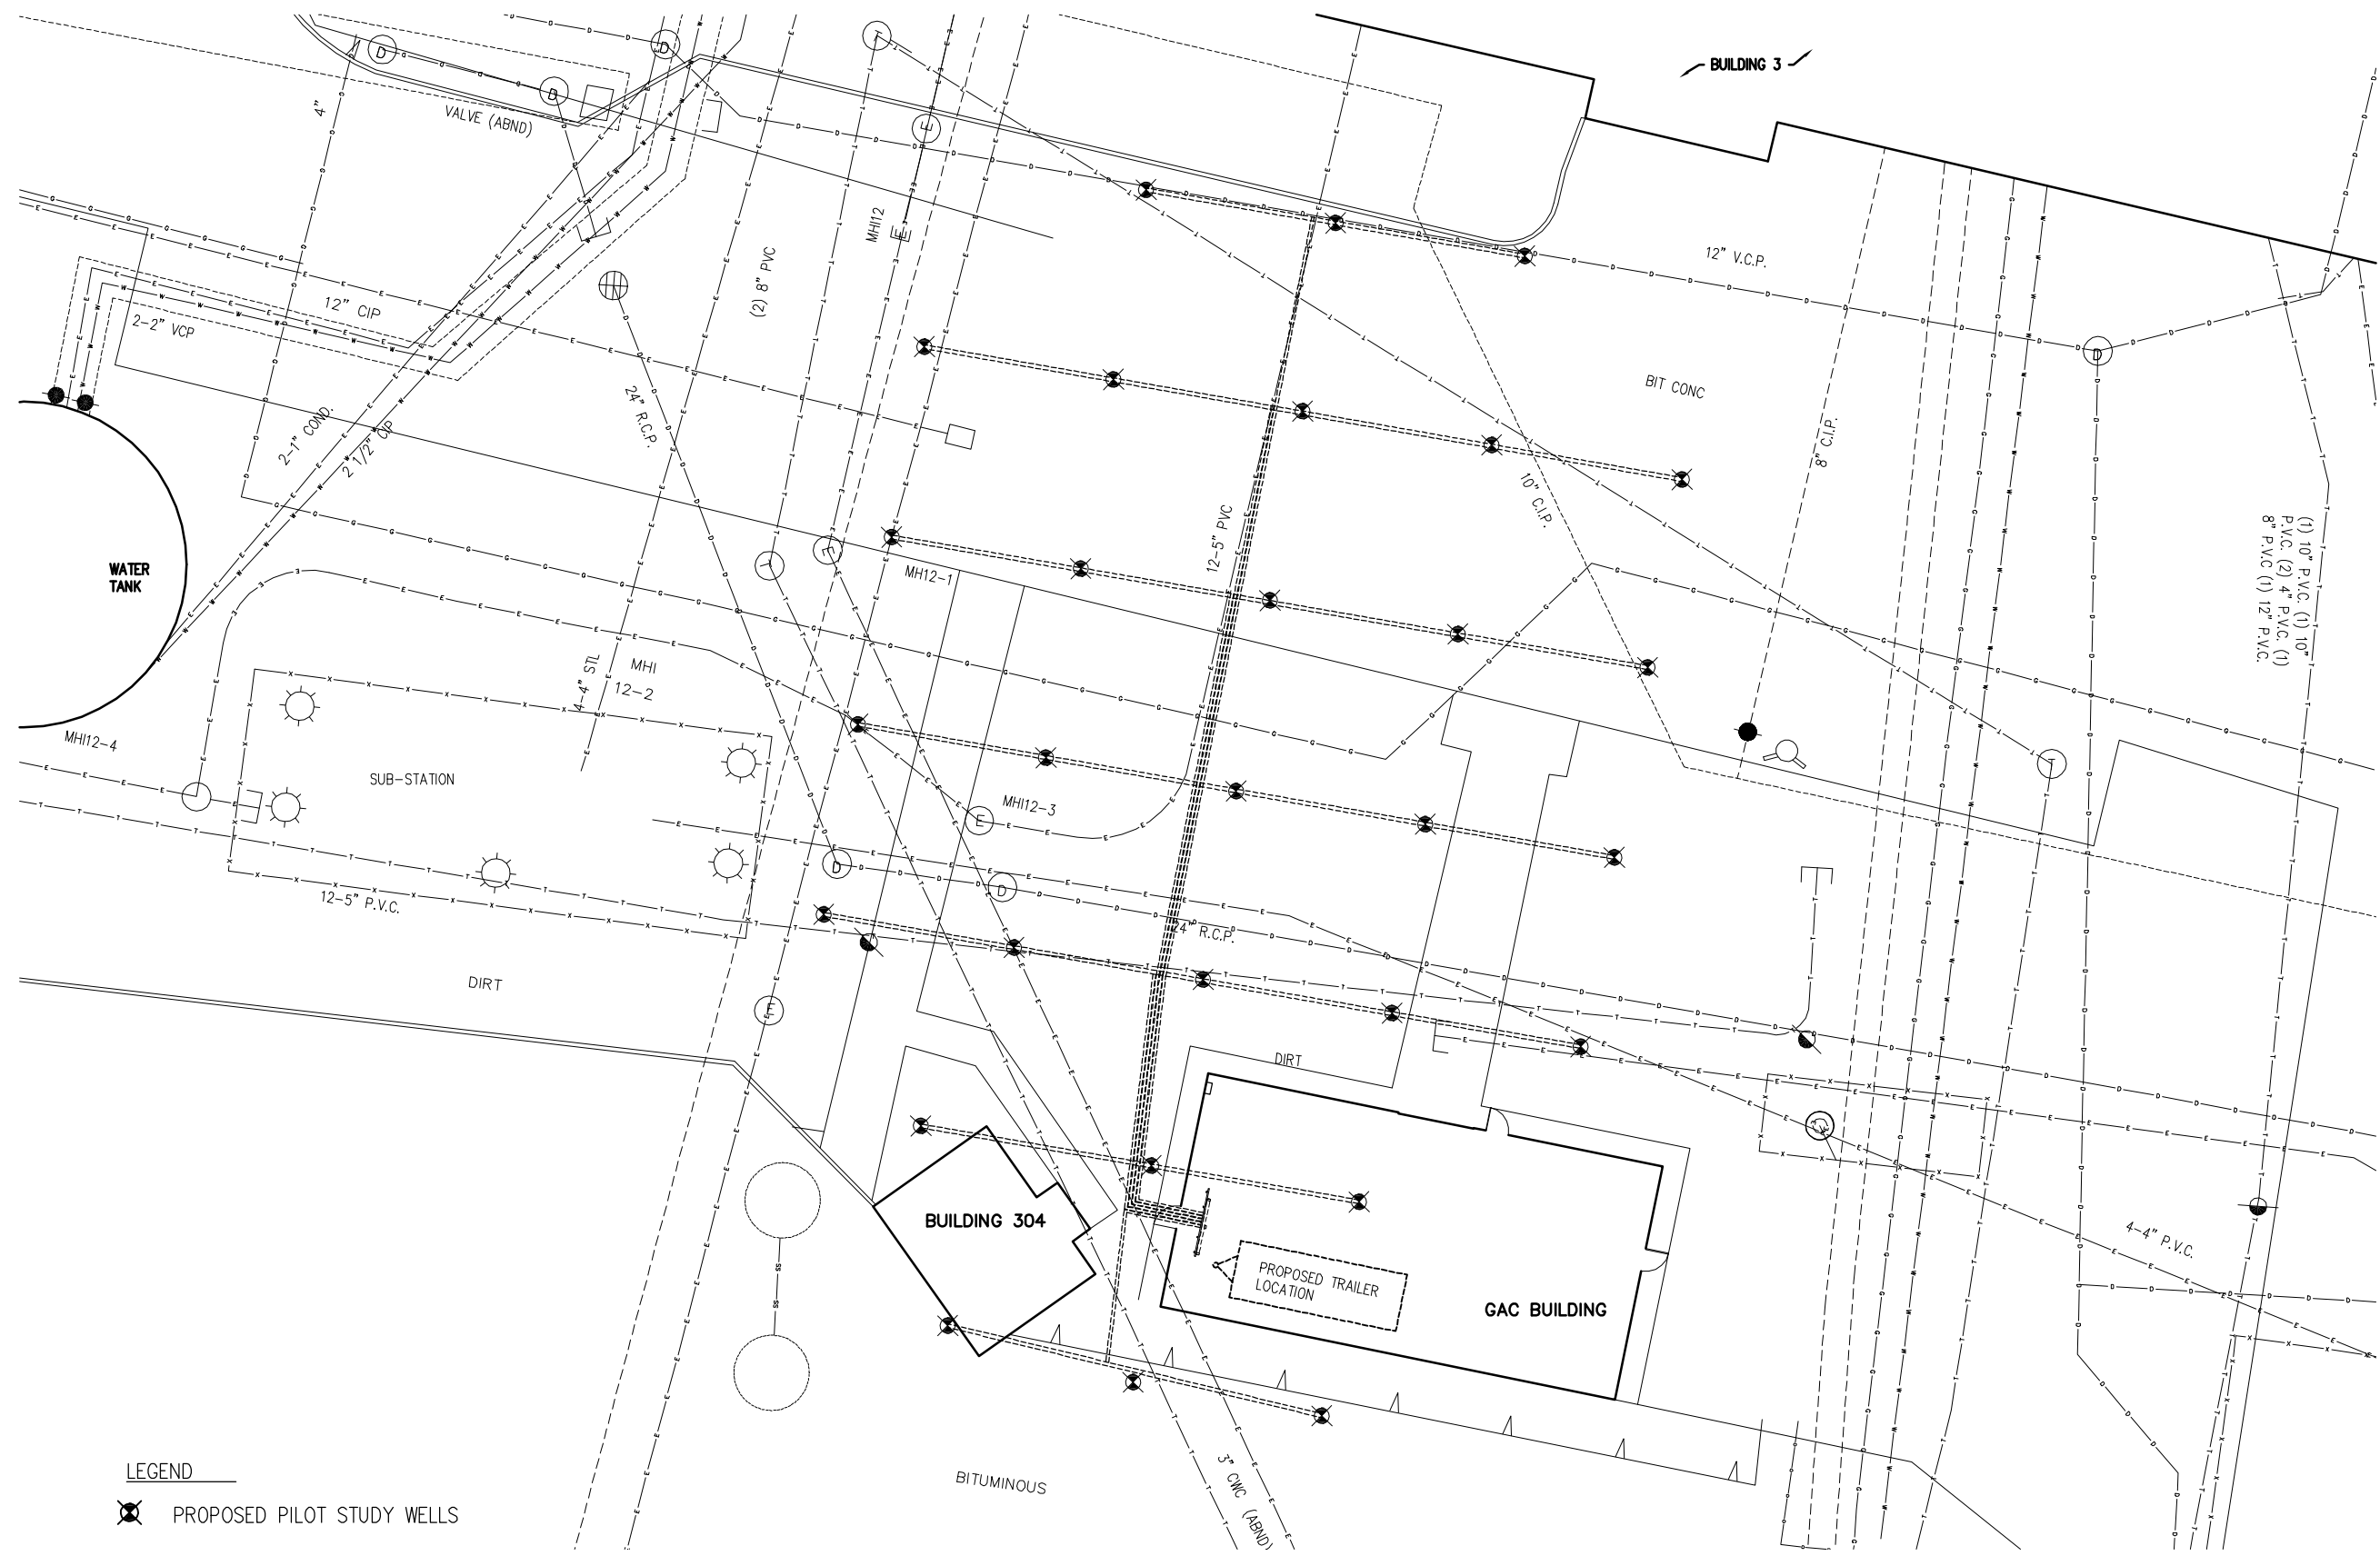 BUILDING 3
4"
VALVE (ABND)
MHI12
(2) 8" PVC
12" V.C.P.
12" CIP
2-2" VCP
BIT CONC
24" R.C.P.
2-1" COND.
2 1/2" CIP
8" C.I.P.
10" C.I.P.
12-5" PVC
(1) 10" P.V.C. (1) 10"
P.V.C. (2) 4" P.V.C. (1)
8" P.V.C (1) 12" P.V.C.
WATER
TANK
MH12-1
4-4" STL
MHI
12-2
MHI12-4
SUB-STATION
MHI12-3
12-5" P.V.C.
24" R.C.P.
DIRT
DIRT
BUILDING 304
4-4" P.V.C.
PROPOSED TRAILER
LOCATION
GAC BUILDING
3" CWC (ABND)
BITUMINOUS
LEGEND
PROPOSED PILOT STUDY WELLS